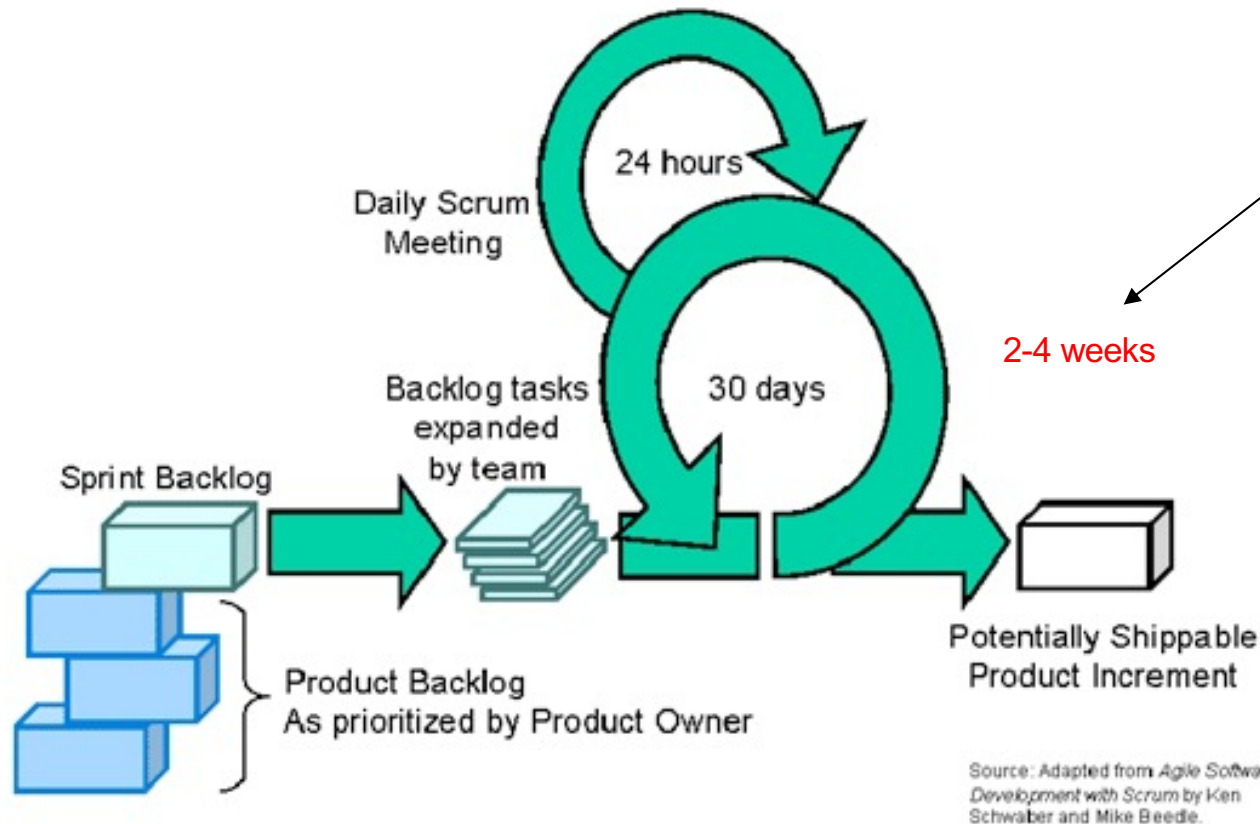 24 hours
Daily Scrum
Meeting
2-4 weeks
30 days
Backlog tasks
expanded
by team
Sprint Backlog
Potentially Shippable
Product Increment
Product Backlog
As prioritized by Product Owner
Source: Adapted from Agile Softwa
Development with Scrum by Ken
Schwaber and Mike Beedle.